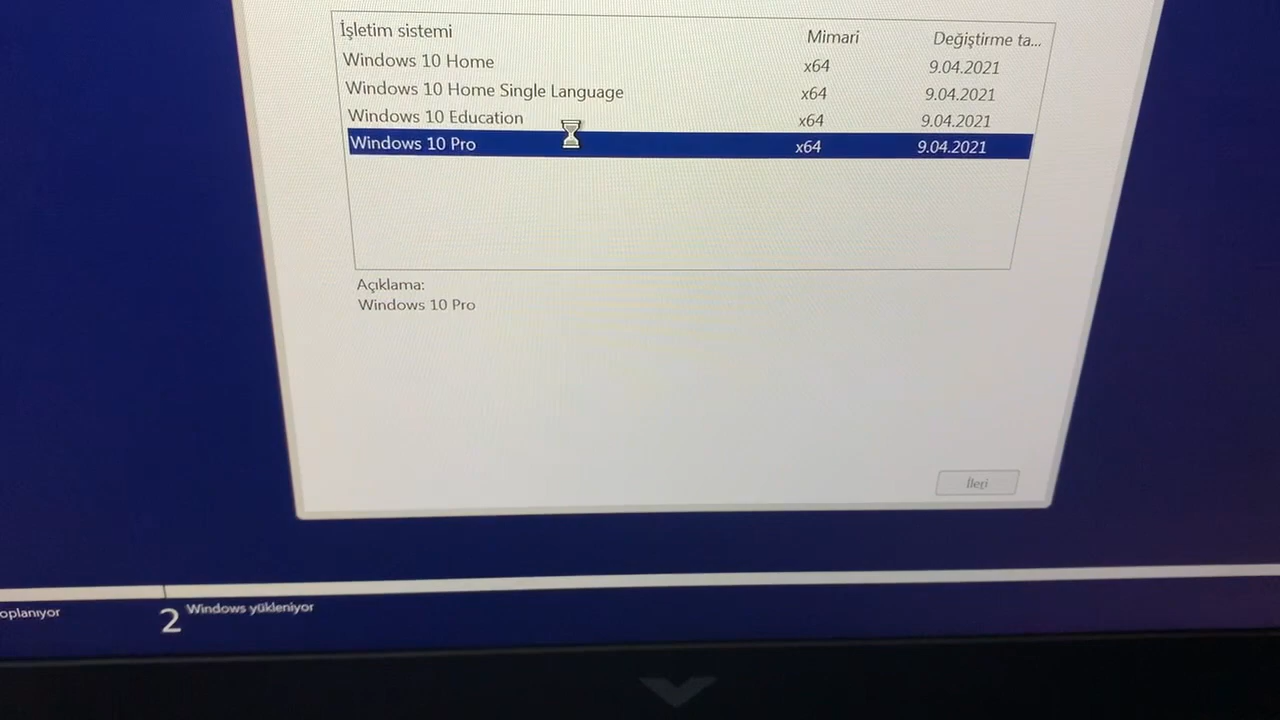 İşletim sistemi Mimari Değiştirme ta...
Windows 10 Home x64 9.04.2021
Windows 10 Home Single Language x64 9.04.2021
Windows 10 Education x64 9.04.2021
Windows 10 Pro x64 9.04.2021
Açıklama:
Windows 10 Pro
İleri
oplanıyor 2 Windows yükleniyor